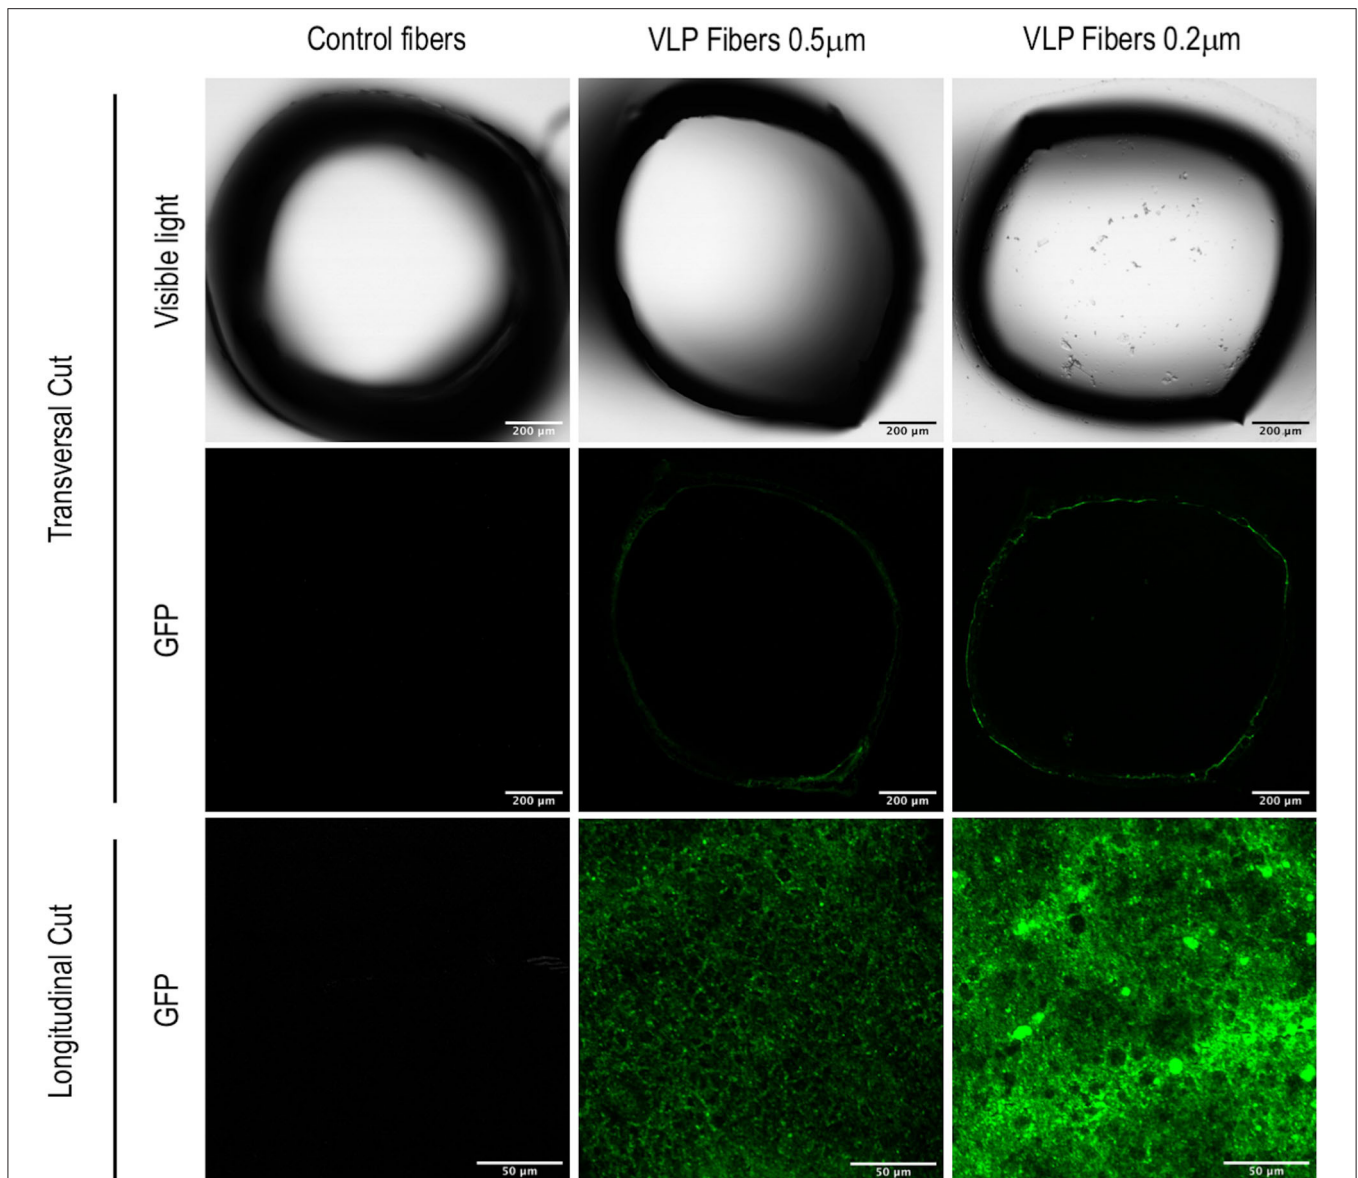 Control fibers
VLP Fibers 0.5μm
VLP Fibers 0.2μm
Transversal Cut
Visible light
200 μm
200 μm
200 μm
GFP
200 μm
200 μm
200 μm
Longitudinal Cut
GFP
50 μm
50 μm
50 μm